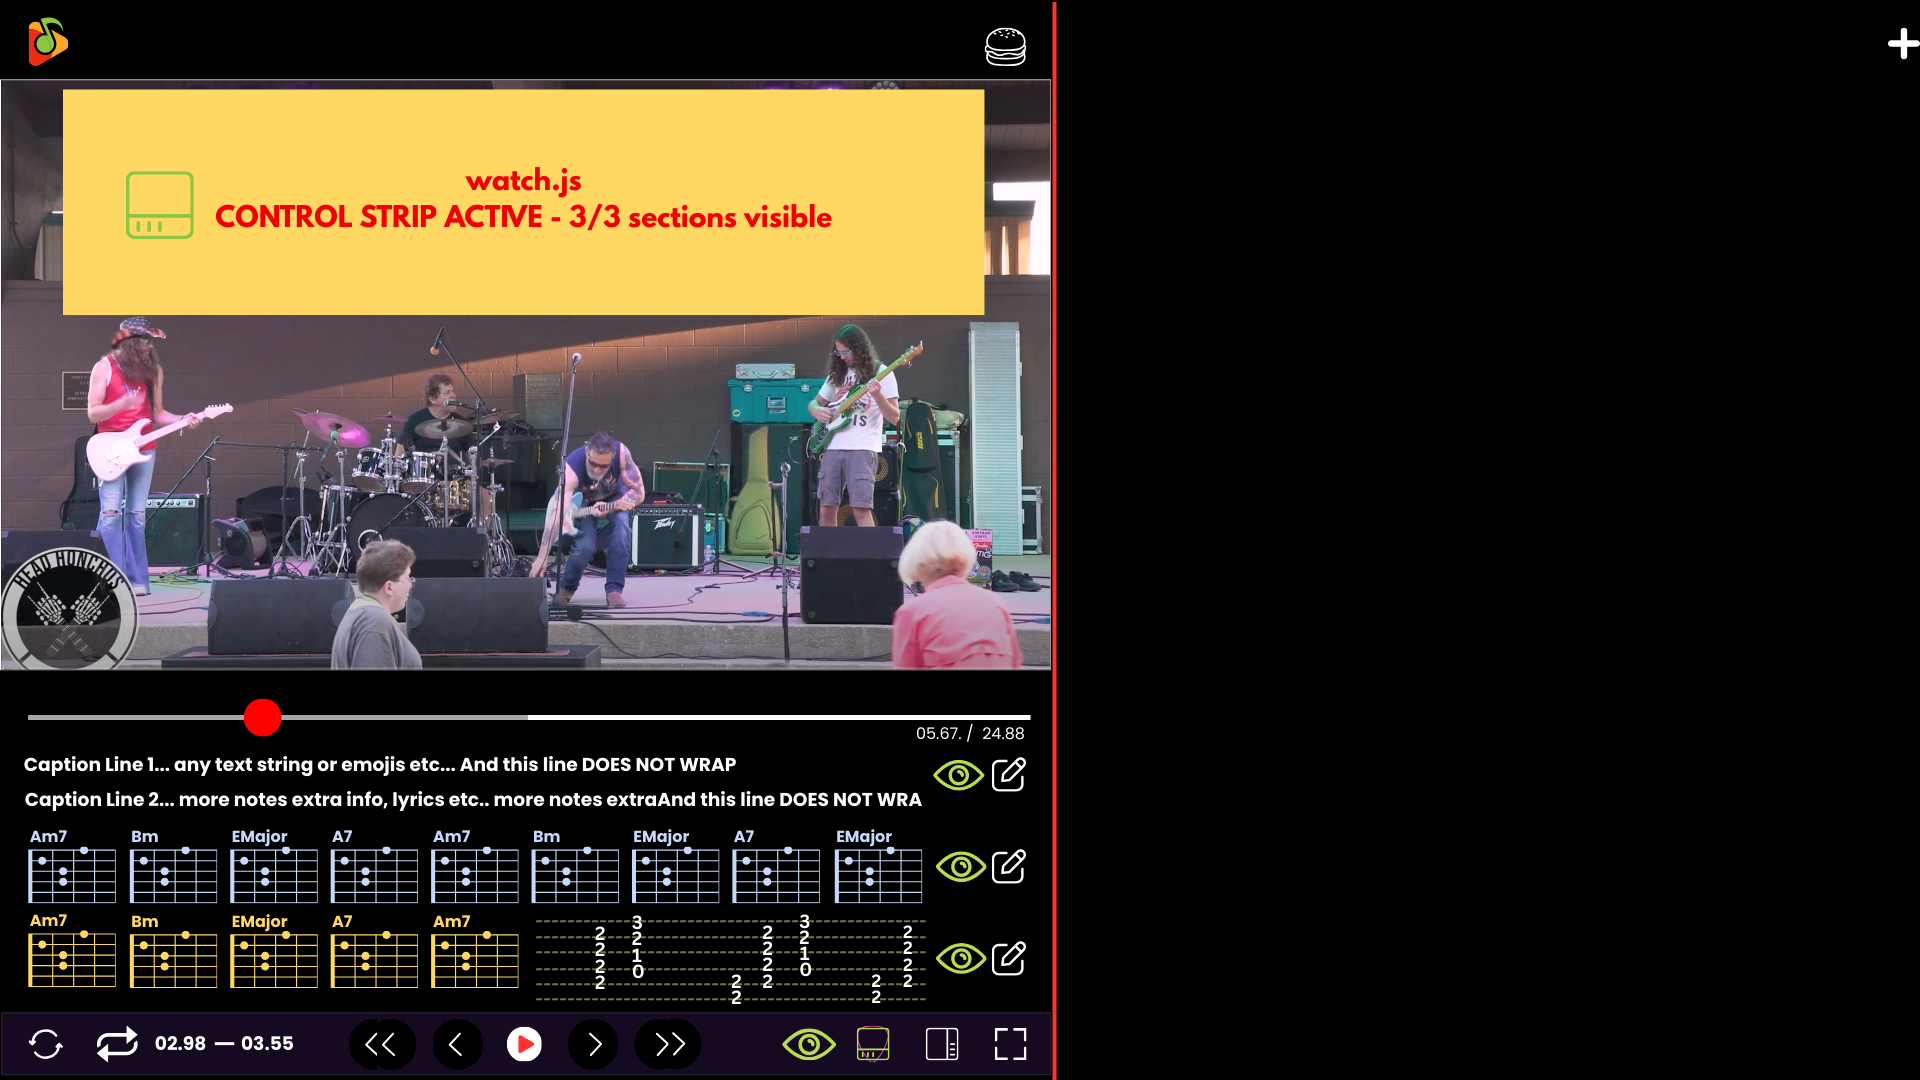 watch.js
CONTROL STRIP ACTIVE - 3/3 sections visible
HEAD HONCHOS
Peavey
05.67. / 24.88
Caption Line 1... any text string or emojis etc... And this line DOES NOT WRAP
Caption Line 2... more notes extra info, lyrics etc.. more notes extraAnd this line DOES NOT WRA
Am7 Bm EMajor A7 Am7 Bm EMajor A7 EMajor
Am7 Bm EMajor A7 Am7
3 3
2 2 2 2 2
2 1 2 1 2
2 0 2 0 2
2 2 2 2 2
2 2
02.98 — 03.55